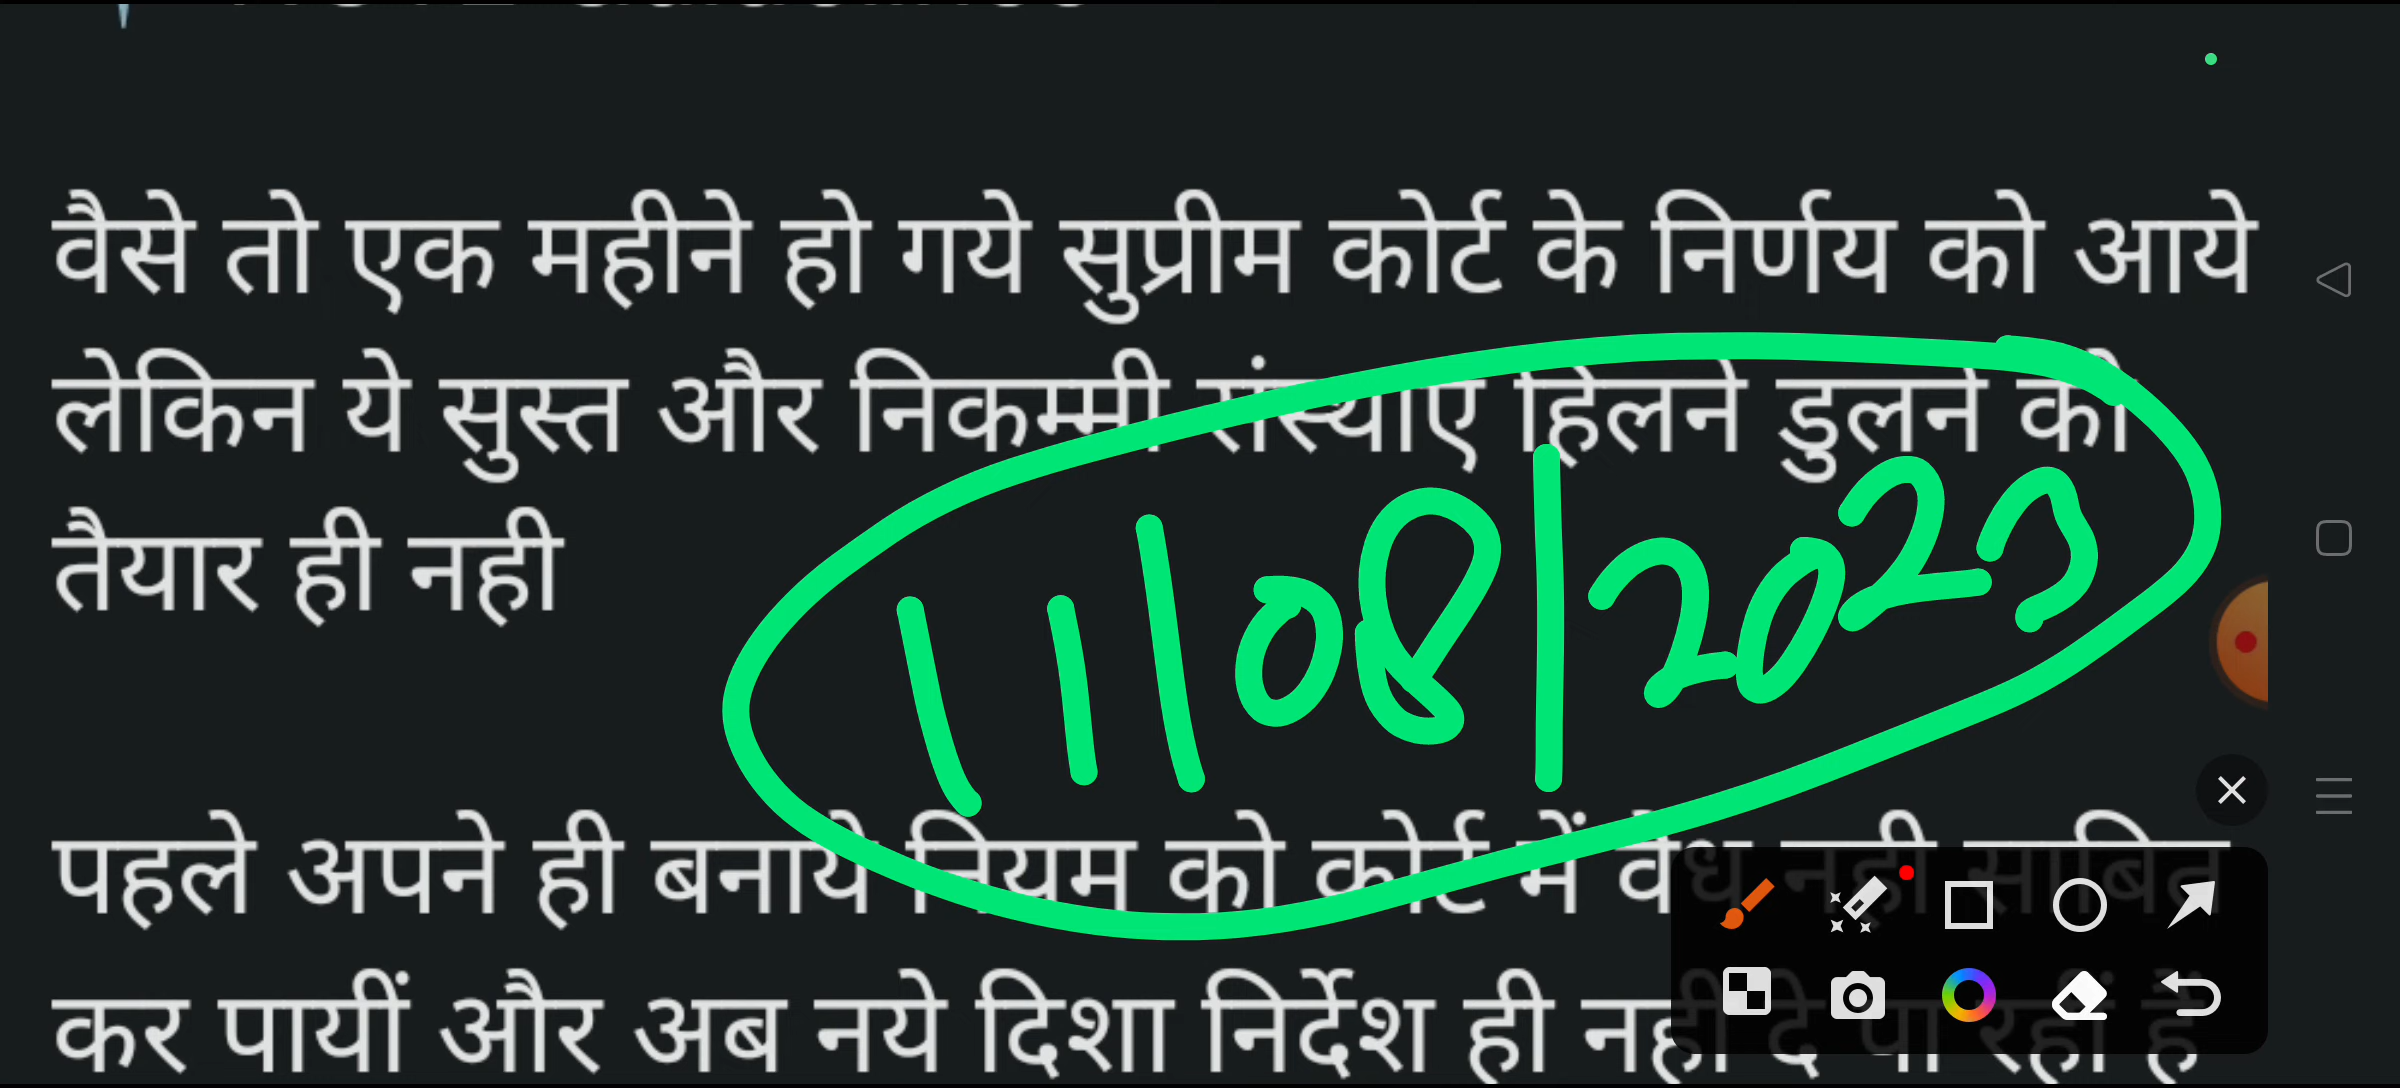 वैसे तो एक महीने हो गये सुप्रीम कोर्ट के निर्णय को आये
लेकिन ये सुस्त और निकम्मी संस्थाएं हिलने डुलने को
तैयार ही नही
11/08/2023
पहले अपने ही बनाये नियम को कोर्ट में वैध नही साबित
कर पायीं और अब नये दिशा निर्देश ही नही दे पा रहीं हैं